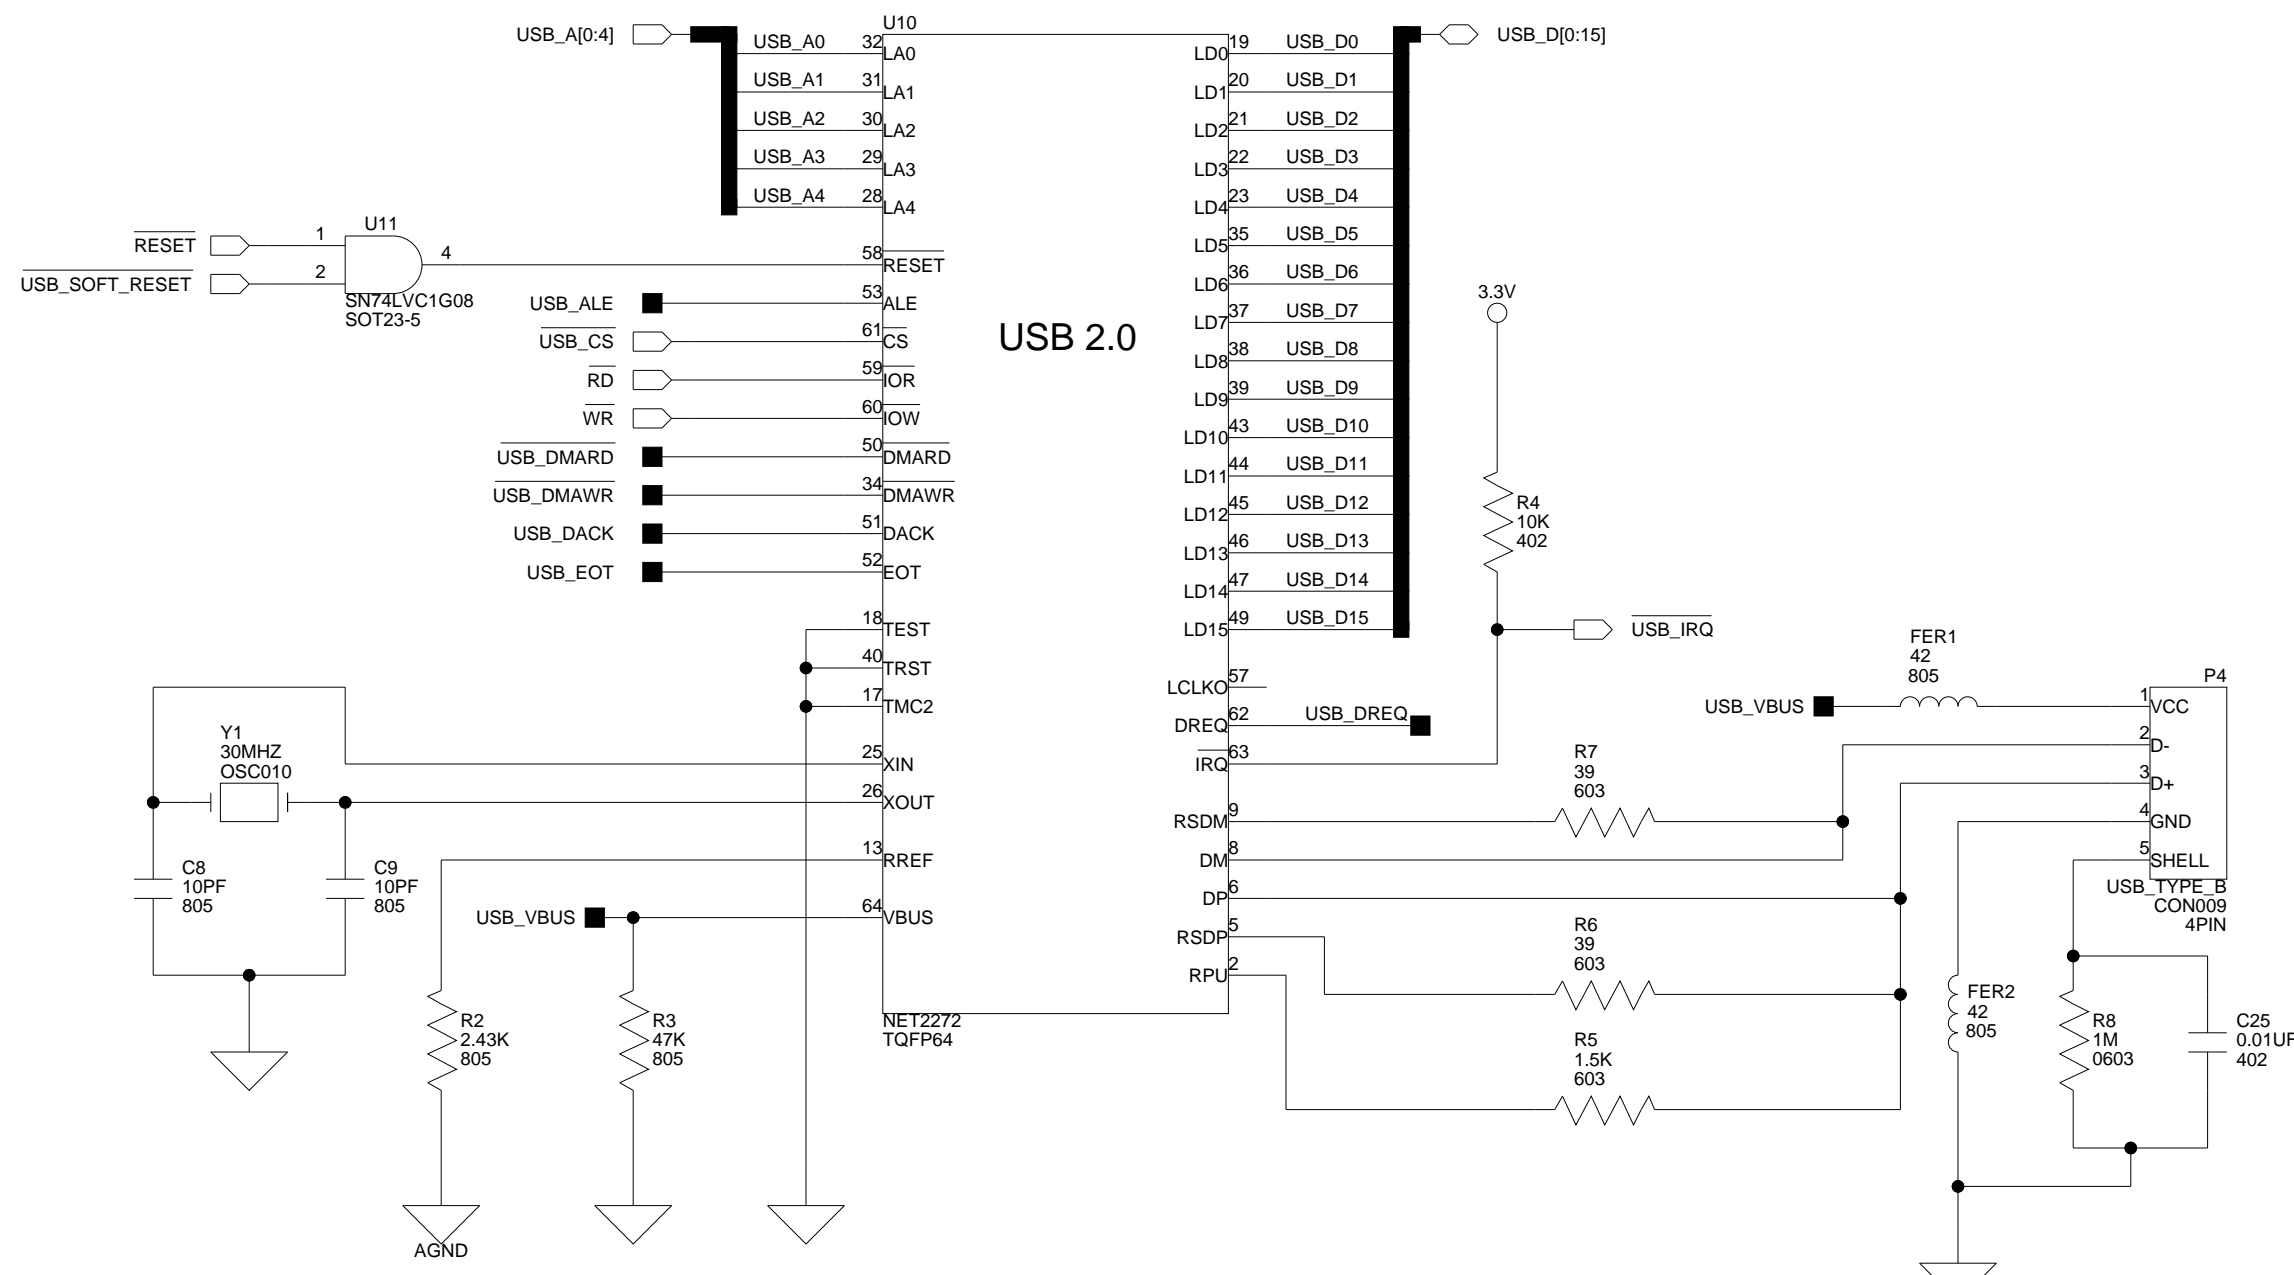 USB_A[0:4]
U10
USB_D[0:15]
USB_A0 32 LA0
USB_A1 31 LA1
USB_A2 30 LA2
USB_A3 29 LA3
USB_A4 28 LA4
LD0 19 USB_D0
LD1 20 USB_D1
LD2 21 USB_D2
LD3 22 USB_D3
LD4 23 USB_D4
LD5 35 USB_D5
LD6 36 USB_D6
LD7 37 USB_D7
LD8 38 USB_D8
LD9 39 USB_D9
LD10 43 USB_D10
LD11 44 USB_D11
LD12 45 USB_D12
LD13 46 USB_D13
LD14 47 USB_D14
LD15 49 USB_D15
U11
RESET 1
USB_SOFT_RESET 2
4
SN74LVC1G08
SOT23-5
58 RESET
USB_ALE 53 ALE
USB_CS 61 CS
RD 59 IOR
WR 60 IOW
USB_DMARD 50 DMARD
USB_DMAWR 34 DMAWR
USB_DACK 51 DACK
USB_EOT 52 EOT
USB 2.0
3.3V
R4
10K
402
USB_IRQ
18 TEST
40 TRST
17 TMC2
25 XIN
26 XOUT
13 RREF
USB_VBUS 64 VBUS
Y1
30MHZ
OSC010
C8
10PF
805
C9
10PF
805
R2
2.43K
805
AGND
R3
47K
805
NET2272
TQFP64
LCLKO 57
DREQ 62 USB_DREQ
IRQ 63
RSDM 9
DM 8
DP 6
RSDP 5
RPU 2
R7
39
603
R6
39
603
R5
1.5K
603
FER1
42
805
USB_VBUS
P4
1 VCC
2 D-
3 D+
4 GND
5 SHELL
USB_TYPE_B
CON009
4PIN
FER2
42
805
R8
1M
0603
C25
0.01UF
402